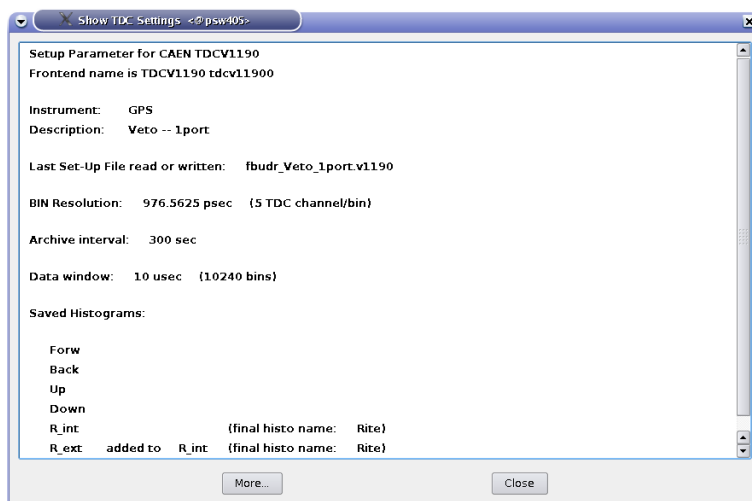 Show TDC Settings <@psw405>
Setup Parameter for CAEN TDCV1190
Frontend name is TDCV1190 tdcv11900
Instrument: GPS
Description: Veto -- 1port
Last Set-Up File read or written: fbudr_Veto_1port.v1190
BIN Resolution: 976.5625 psec (5 TDC channel/bin)
Archive interval: 300 sec
Data window: 10 usec (10240 bins)
Saved Histograms:
Forw
Back
Up
Down
R_int (final histo name: Rite)
R_ext added to R_int (final histo name: Rite)
More... Close